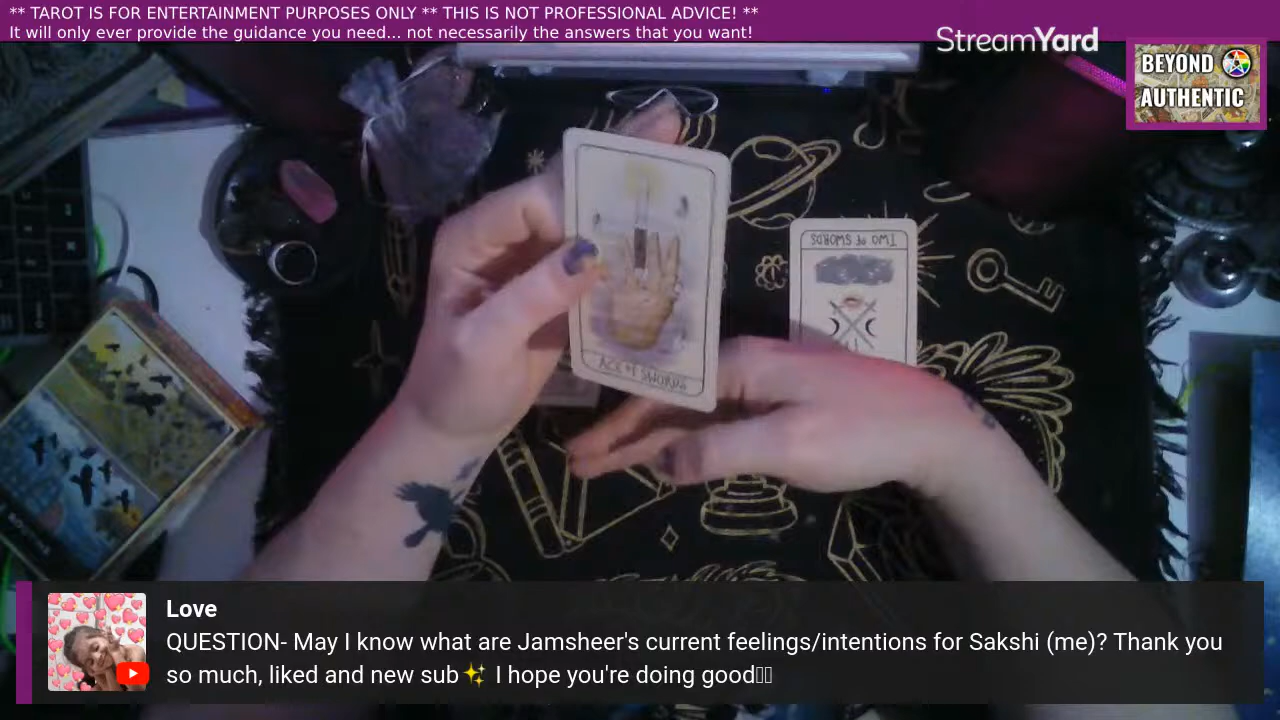 ** TAROT IS FOR ENTERTAINMENT PURPOSES ONLY ** THIS IS NOT PROFESSIONAL ADVICE! **
It will only ever provide the guidance you need... not necessarily the answers that you want!
StreamYard
BEYOND
AUTHENTIC
TWO OF SWORDS
ACE OF SWORDS
Love
QUESTION- May I know what are Jamsheer's current feelings/intentions for Sakshi (me)? Thank you
so much, liked and new sub✨ I hope you're doing good